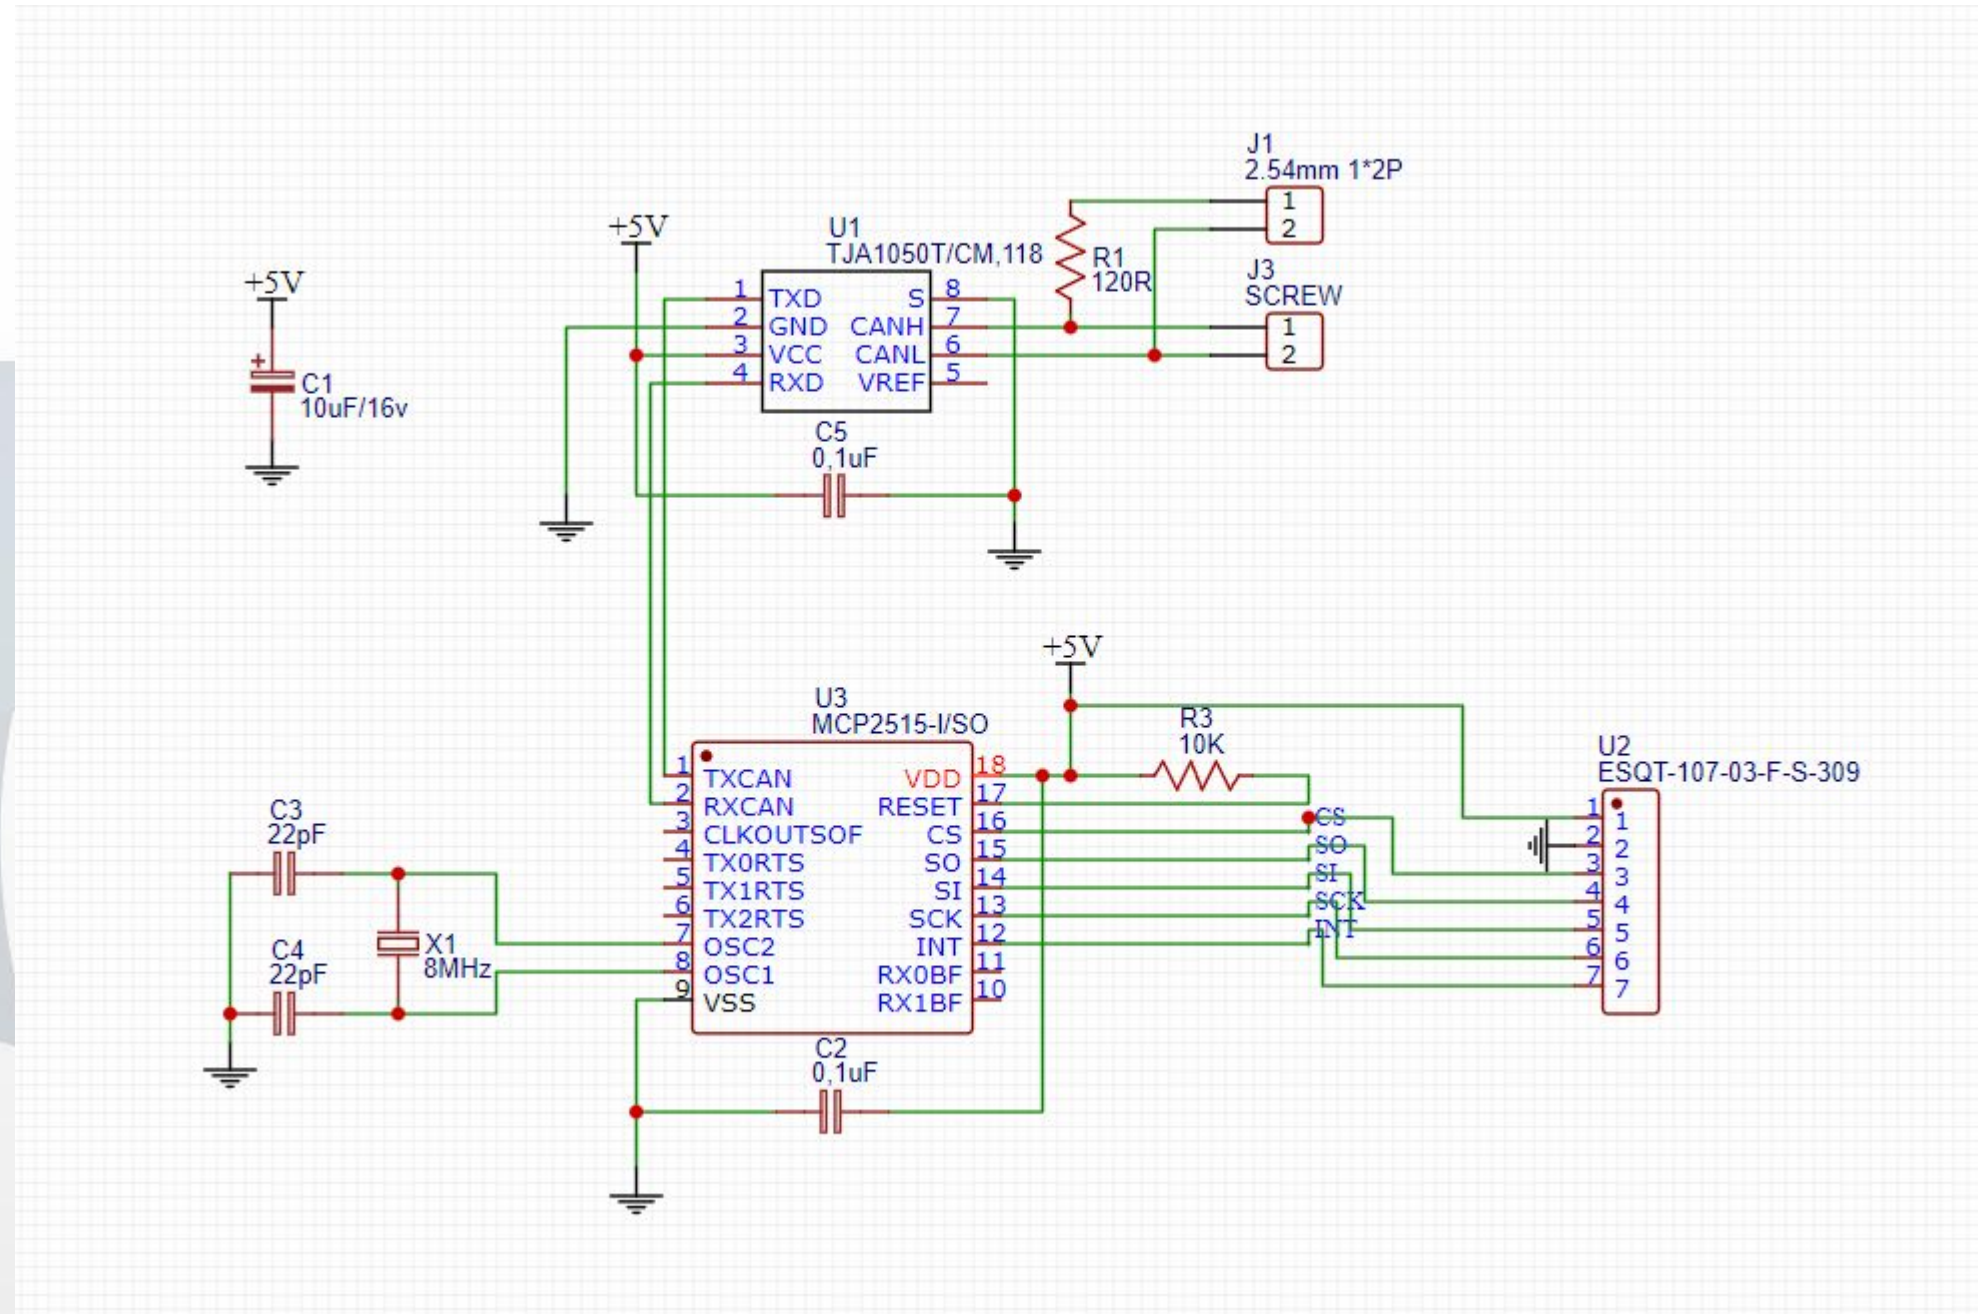 J1
2.54mm 1*2P
1
2
+5V
U1
TJA1050T/CM,118
R1
120R
J3
SCREW
1
2
+5V
+
C1
10uF/16v
1 TXD S 8
2 GND CANH 7
3 VCC CANL 6
4 RXD VREF 5
C5
0,1uF
+5V
U3
MCP2515-I/SO
R3
10K
U2
ESQT-107-03-F-S-309
1 TXCAN VDD 18
2 RXCAN RESET 17
3 CLKOUTSOF CS 16
4 TX0RTS SO 15
5 TX1RTS SI 14
6 TX2RTS SCK 13
7 OSC2 INT 12
8 OSC1 RX0BF 11
9 VSS RX1BF 10
CS
SO
SI
SCK
INT
1 1
2 2
3 3
4 4
5 5
6 6
7 7
C3
22pF
C4
22pF
X1
8MHz
C2
0,1uF